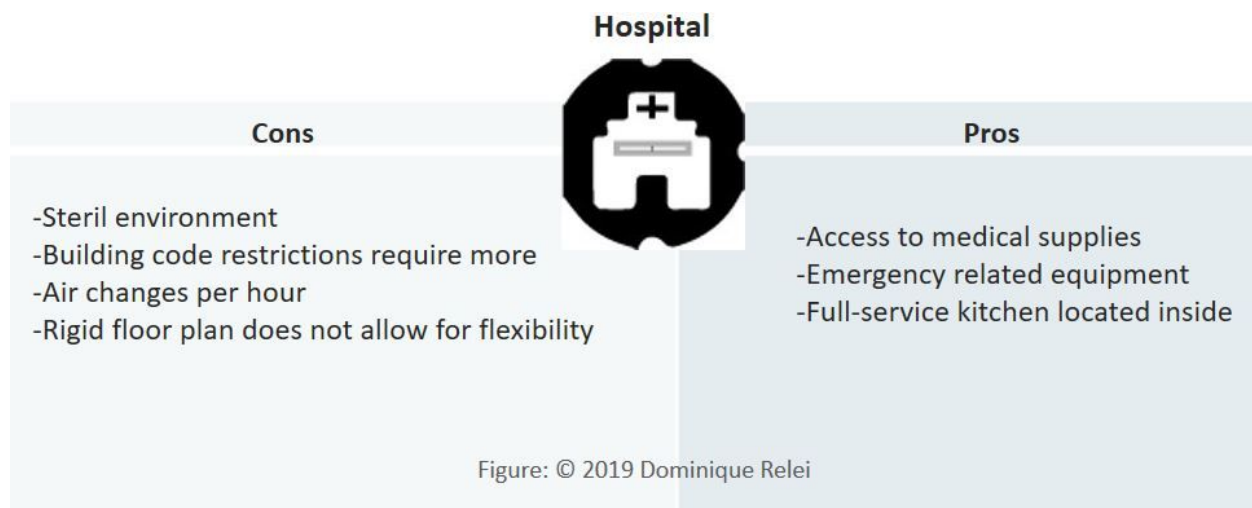 Hospital
Cons
-Steril environment
-Building code restrictions require more
-Air changes per hour
-Rigid floor plan does not allow for flexibility
Pros
-Access to medical supplies
-Emergency related equipment
-Full-service kitchen located inside
Figure: © 2019 Dominique Relei